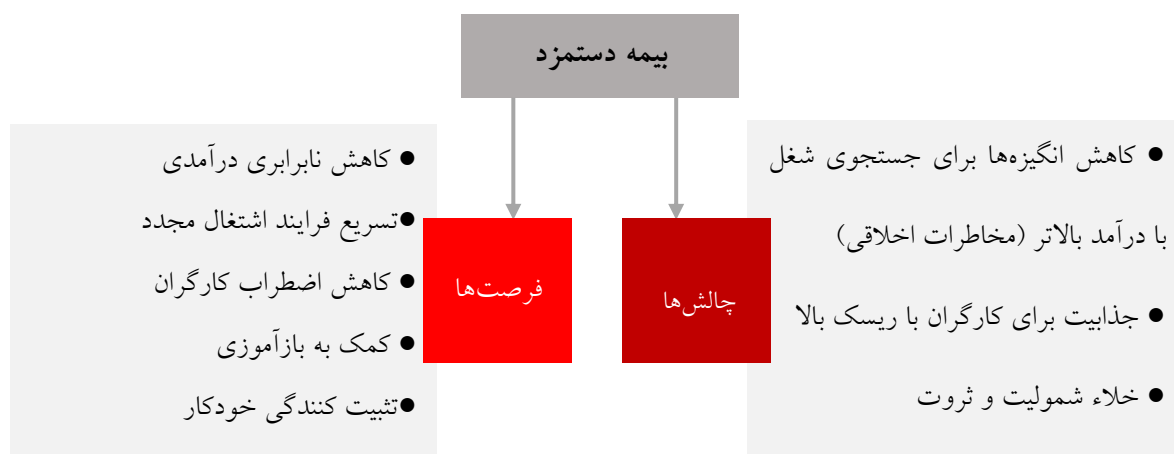 بیمه دستمزد
● کاهش انگیزه‌ها برای جستجوی شغل
با درآمد بالاتر (مخاطرات اخلاقی)
● جذابیت برای کارگران با ریسک بالا
● خلاء شمولیت و ثروت
چالش‌ها
فرصت‌ها
● کاهش نابرابری درآمدی
●تسریع فرایند اشتغال مجدد
● کاهش اضطراب کارگران
● کمک به بازآموزی
●تثبیت کنندگی خودکار